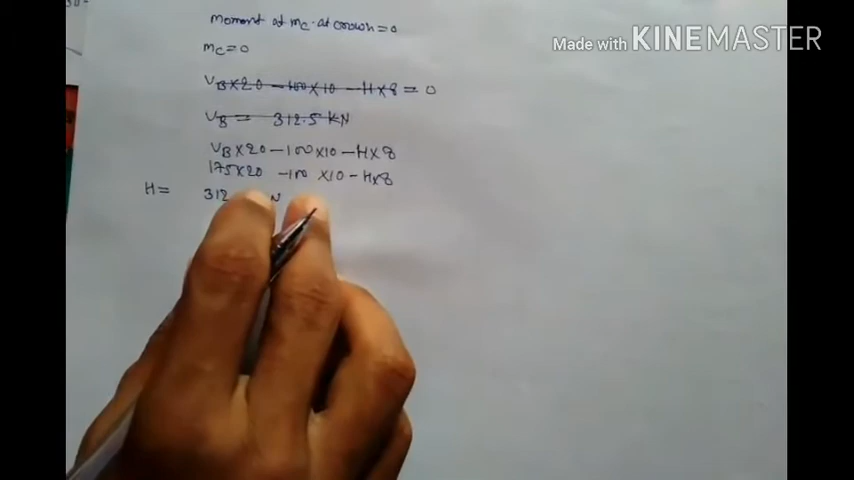 Made with KINEMASTER
Moment at Mc at crown = 0
Mc = 0
VB × 20 - 100 × 10 - H × 8 = 0
VB = 312.5 KN
VB × 20 - 100 × 10 - H × 8
175 × 20 - 100 × 10 - H × 8
H = 312 N